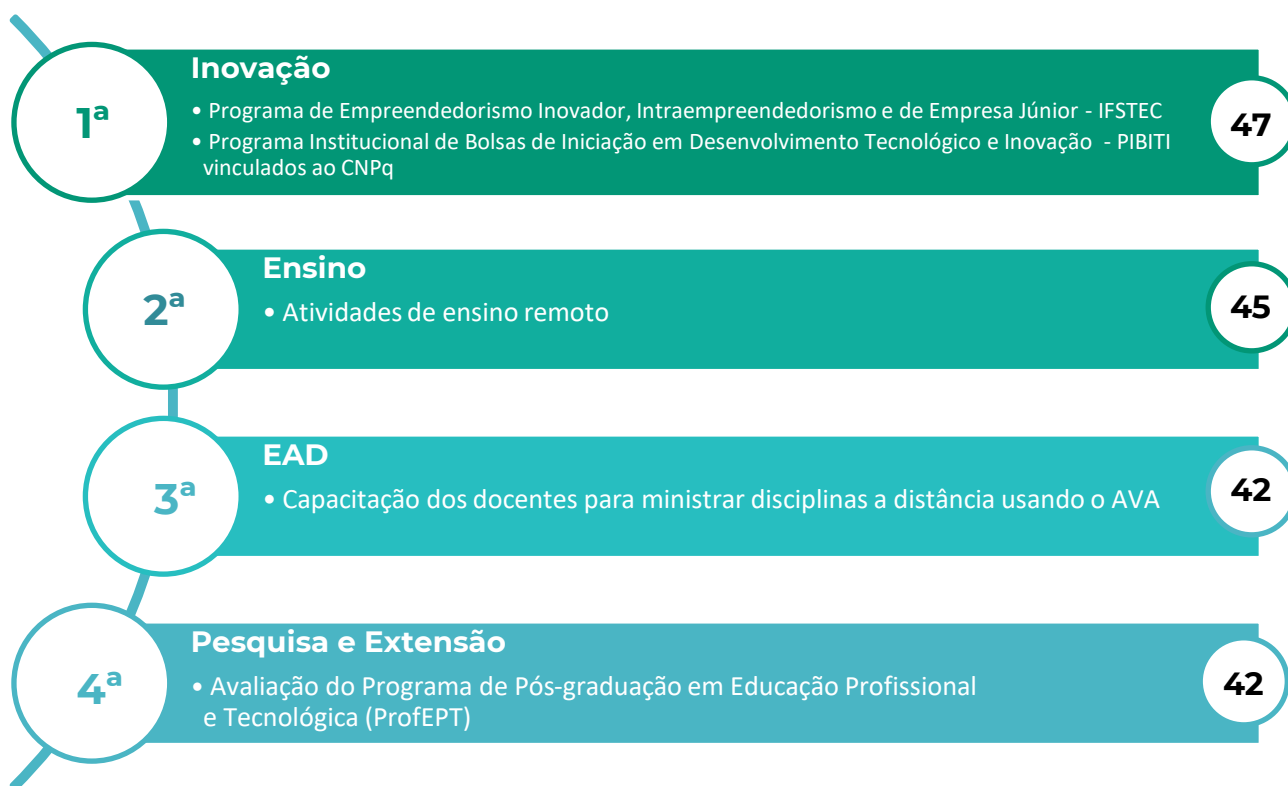 1ª
Inovação
• Programa de Empreendedorismo Inovador, Intraempreendedorismo e de Empresa Júnior - IFSTEC
• Programa Institucional de Bolsas de Iniciação em Desenvolvimento Tecnológico e Inovação - PIBITI
vinculados ao CNPq
47
2ª
Ensino
• Atividades de ensino remoto
45
3ª
EAD
• Capacitação dos docentes para ministrar disciplinas a distância usando o AVA
42
4ª
Pesquisa e Extensão
• Avaliação do Programa de Pós-graduação em Educação Profissional
e Tecnológica (ProfEPT)
42